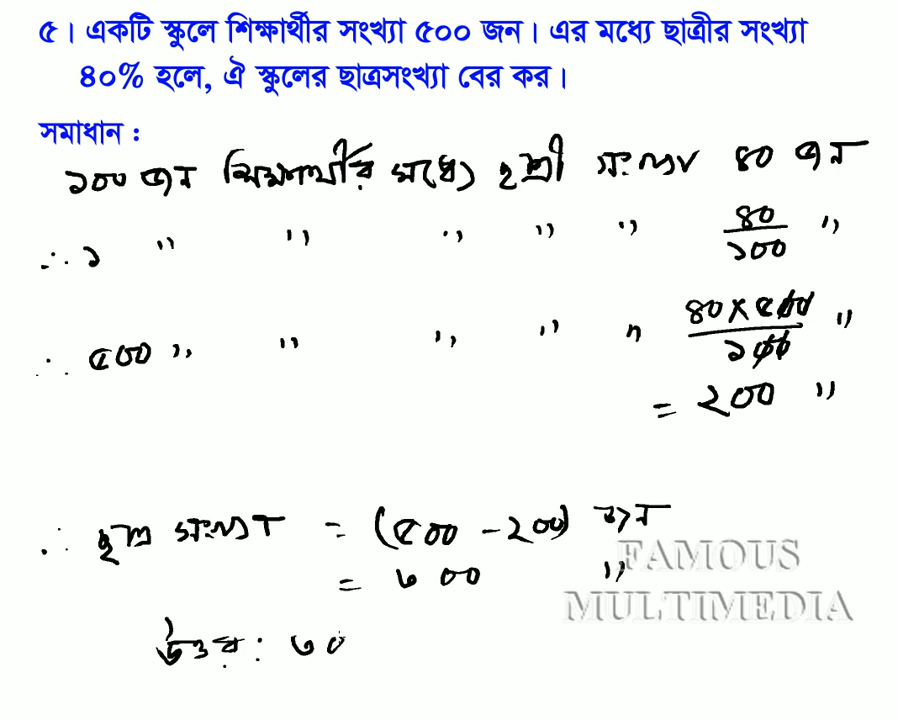 ৫। একটি স্কুলে শিক্ষার্থীর সংখ্যা ৫০০ জন। এর মধ্যে ছাত্রীর সংখ্যা
৪০% হলে, ঐ স্কুলের ছাত্রসংখ্যা বের কর।
সমাধান :
১০০ জন শিক্ষার্থীর মধ্যে ছাত্রী সংখ্যা ৪০ জন
∴ ১ " " " " " ৪০/১০০ "
∴ ৫০০ " " " " " ৪০×৫০০/১০০ "
= ২০০ "
∴ ছাত্র সংখ্যা = (৫০০ - ২০০) জন
= ৩০০ "
উত্তর : ৩০
FAMOUS
MULTIMEDIA